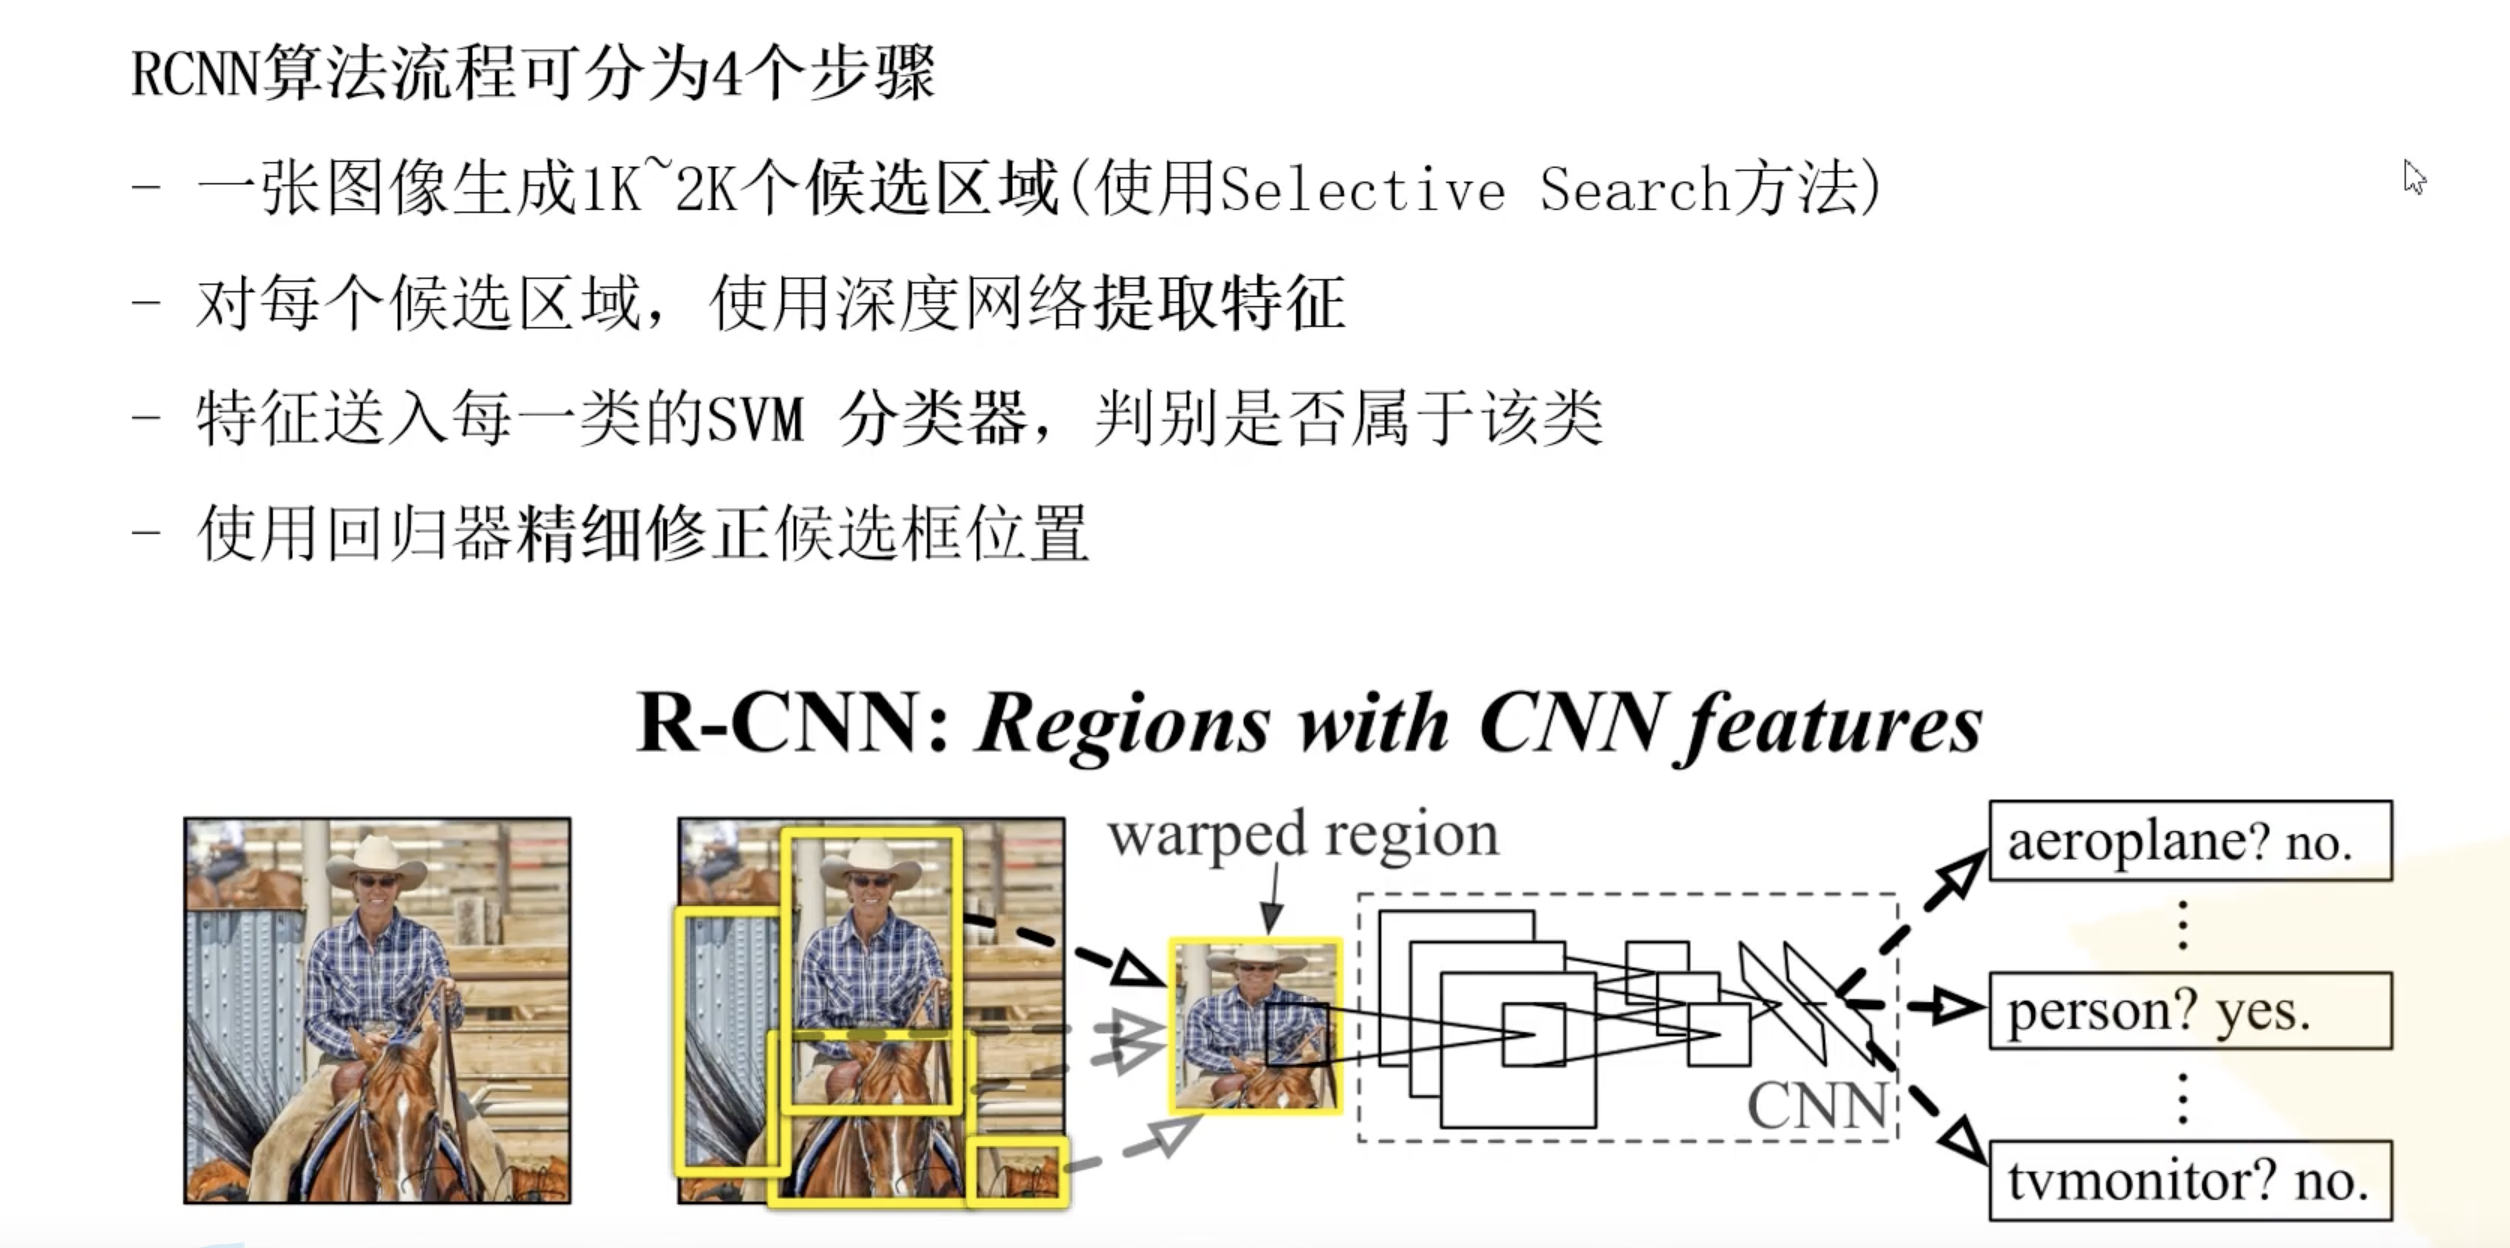 RCNN算法流程可分为4个步骤
- 一张图像生成1K~2K个候选区域(使用Selective Search方法)
- 对每个候选区域，使用深度网络提取特征
- 特征送入每一类的SVM 分类器，判别是否属于该类
- 使用回归器精细修正候选框位置
R-CNN: Regions with CNN features
warped region
aeroplane? no.
person? yes.
CNN
tvmonitor? no.